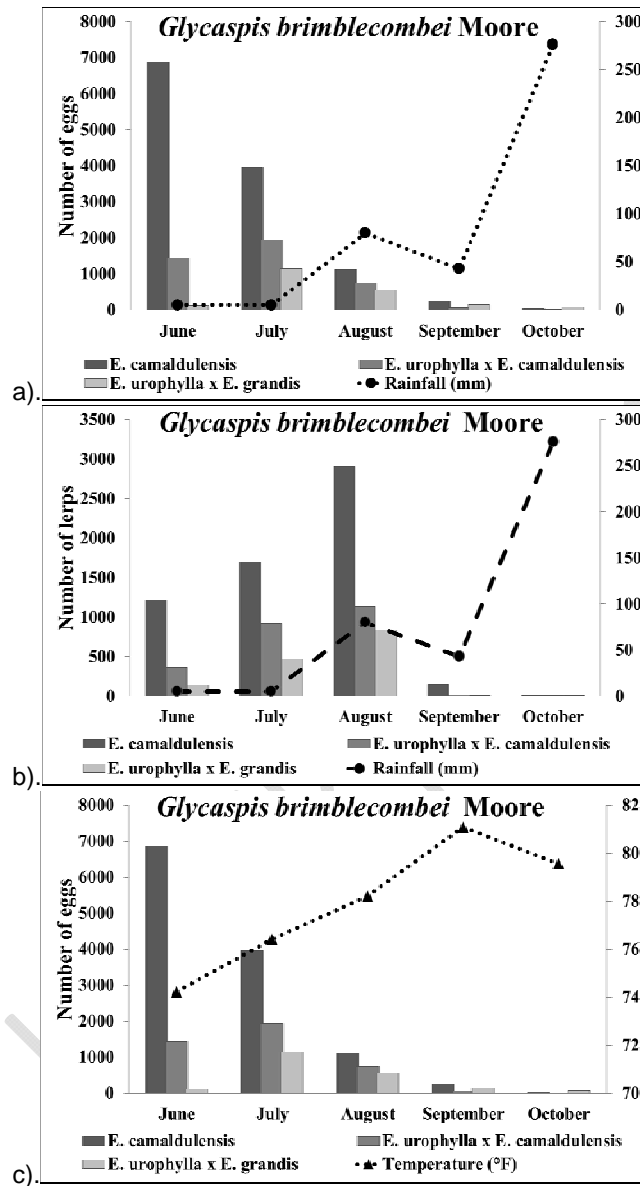 Glycaspis brimblecombei Moore
Number of eggs
8000
7000
6000
5000
4000
3000
2000
1000
0
300
250
200
150
100
50
0
June July August September October
E. camaldulensis E. urophylla x E. camaldulensis
E. urophylla x E. grandis Rainfall (mm)
a).
Glycaspis brimblecombei Moore
Number of lerps
3500
3000
2500
2000
1500
1000
500
0
300
250
200
150
100
50
0
June July August September October
E. camaldulensis E. urophylla x E. camaldulensis
E. urophylla x E. grandis Rainfall (mm)
b).
Glycaspis brimblecombei Moore
Number of eggs
8000
7000
6000
5000
4000
3000
2000
1000
0
82
80
78
76
74
72
70
June July August September October
E. camaldulensis E. urophylla x E. camaldulensis
E. urophylla x E. grandis Temperature (°F)
c).